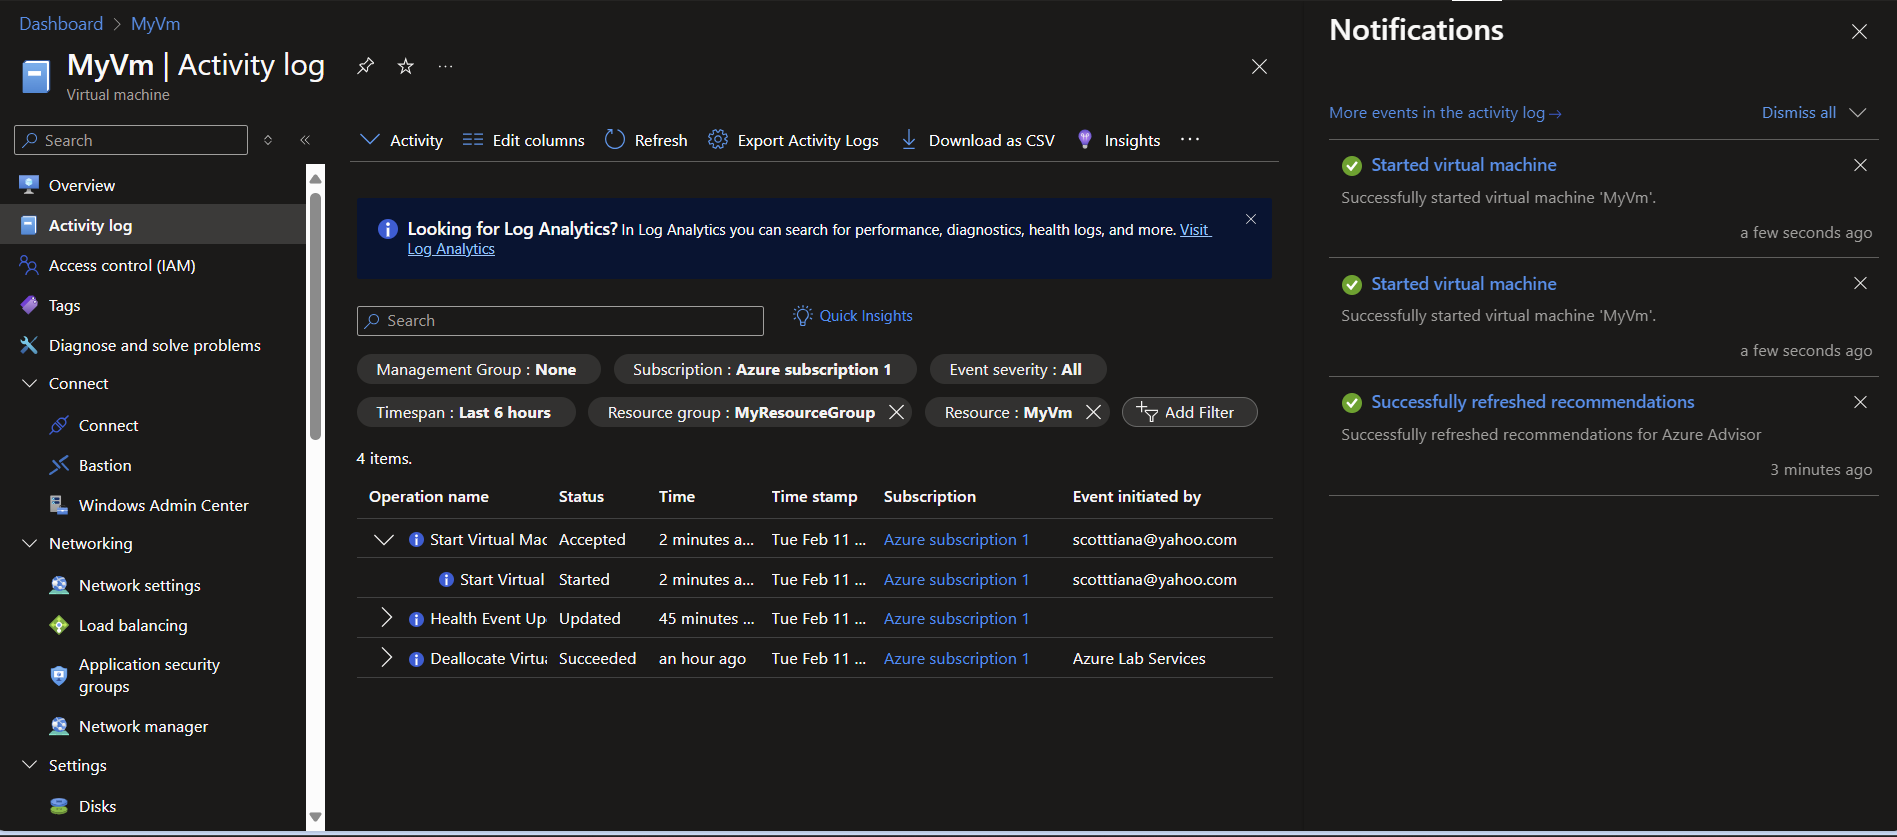 Dashboard > MyVm
MyVm | Activity log
Virtual machine
Search
Overview
Activity log
Access control (IAM)
Tags
Diagnose and solve problems
Connect
Connect
Bastion
Windows Admin Center
Networking
Network settings
Load balancing
Application security
groups
Network manager
Settings
Disks
Activity Edit columns Refresh Export Activity Logs Download as CSV Insights
Looking for Log Analytics? In Log Analytics you can search for performance, diagnostics, health logs, and more. Visit
Log Analytics
Search Quick Insights
Management Group : None Subscription : Azure subscription 1 Event severity : All
Timespan : Last 6 hours Resource group : MyResourceGroup Resource : MyVm Add Filter
4 items.
Operation name Status Time Time stamp Subscription Event initiated by
Start Virtual Mac Accepted 2 minutes a... Tue Feb 11 ... Azure subscription 1 scotttiana@yahoo.com
Start Virtual Started 2 minutes a... Tue Feb 11 ... Azure subscription 1 scotttiana@yahoo.com
Health Event Up Updated 45 minutes ... Tue Feb 11 ... Azure subscription 1
Deallocate Virtu Succeeded an hour ago Tue Feb 11 ... Azure subscription 1 Azure Lab Services
Notifications
More events in the activity log → Dismiss all
Started virtual machine
Successfully started virtual machine 'MyVm'.
a few seconds ago
Started virtual machine
Successfully started virtual machine 'MyVm'.
a few seconds ago
Successfully refreshed recommendations
Successfully refreshed recommendations for Azure Advisor
3 minutes ago